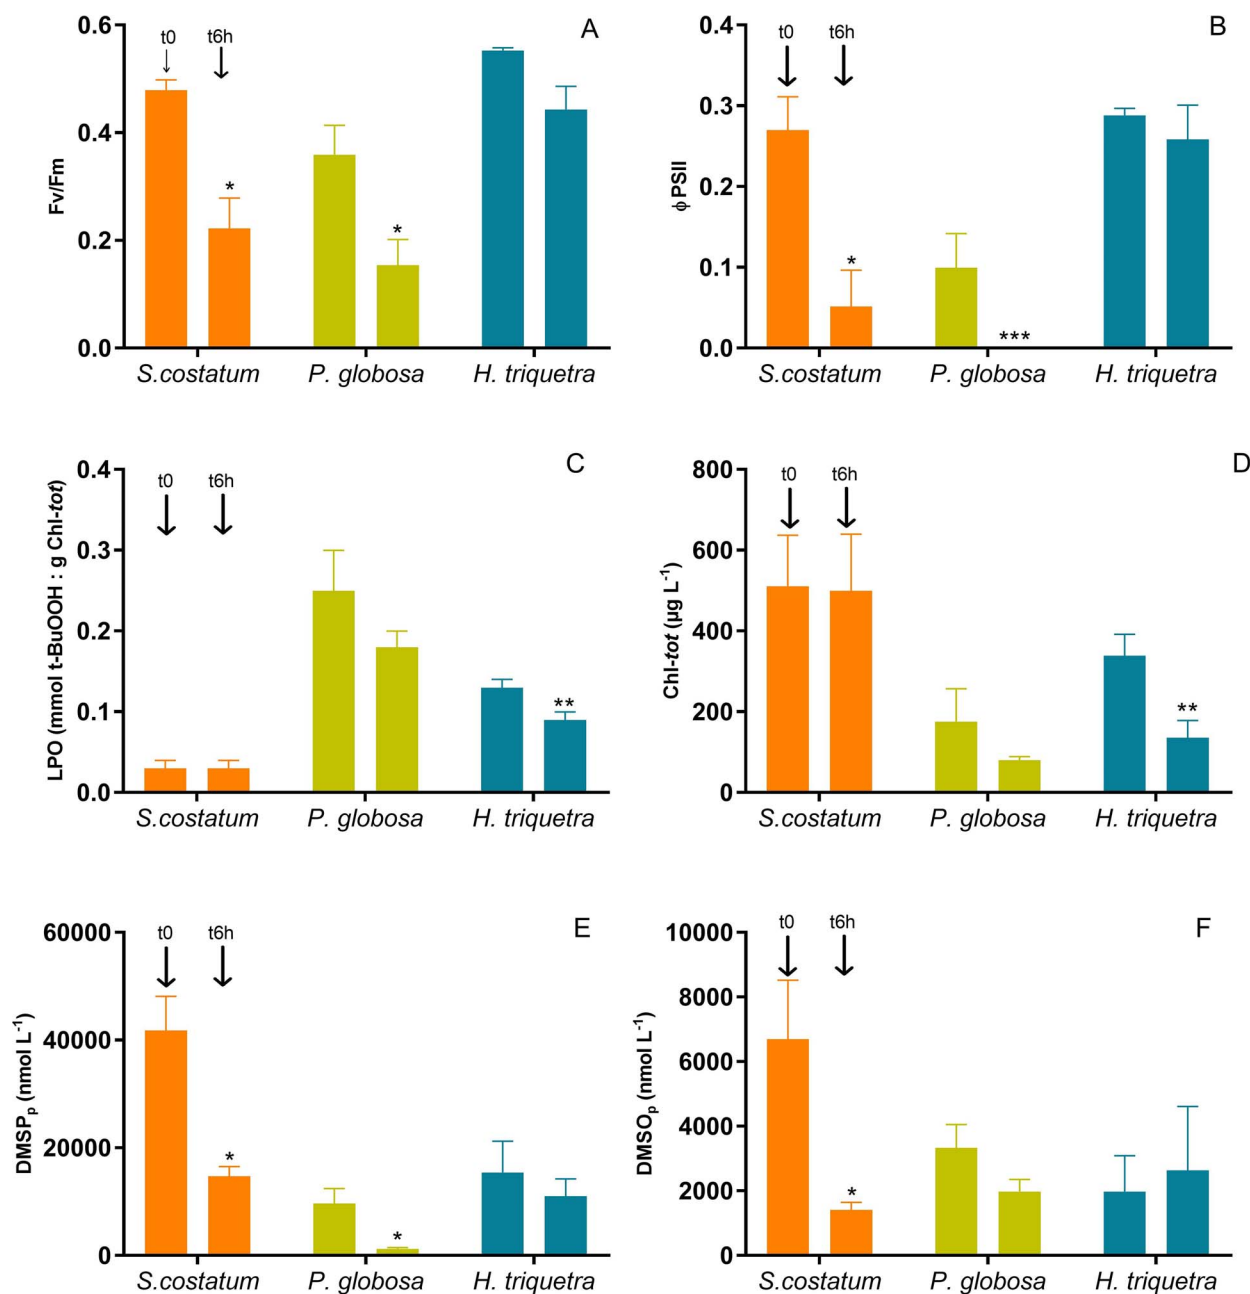 A
t0 t6h
0.6
0.4
0.2
0.0
Fv/Fm
*
*
S.costatum P. globosa H. triquetra
B
t0 t6h
0.4
0.3
0.2
0.1
0.0
ϕ PSII
*
***
S.costatum P. globosa H. triquetra
C
t0 t6h
0.4
0.3
0.2
0.1
0.0
LPO (mmol t-BuOOH : g Chl-tot)
**
S.costatum P. globosa H. triquetra
D
t0 t6h
800
600
400
200
0
Chl-tot (µg L⁻¹)
**
S.costatum P. globosa H. triquetra
E
t0 t6h
60000
40000
20000
0
DMSPₚ (nmol L⁻¹)
*
*
S.costatum P. globosa H. triquetra
F
t0 t6h
10000
8000
6000
4000
2000
0
DMSOₚ (nmol L⁻¹)
*
S.costatum P. globosa H. triquetra